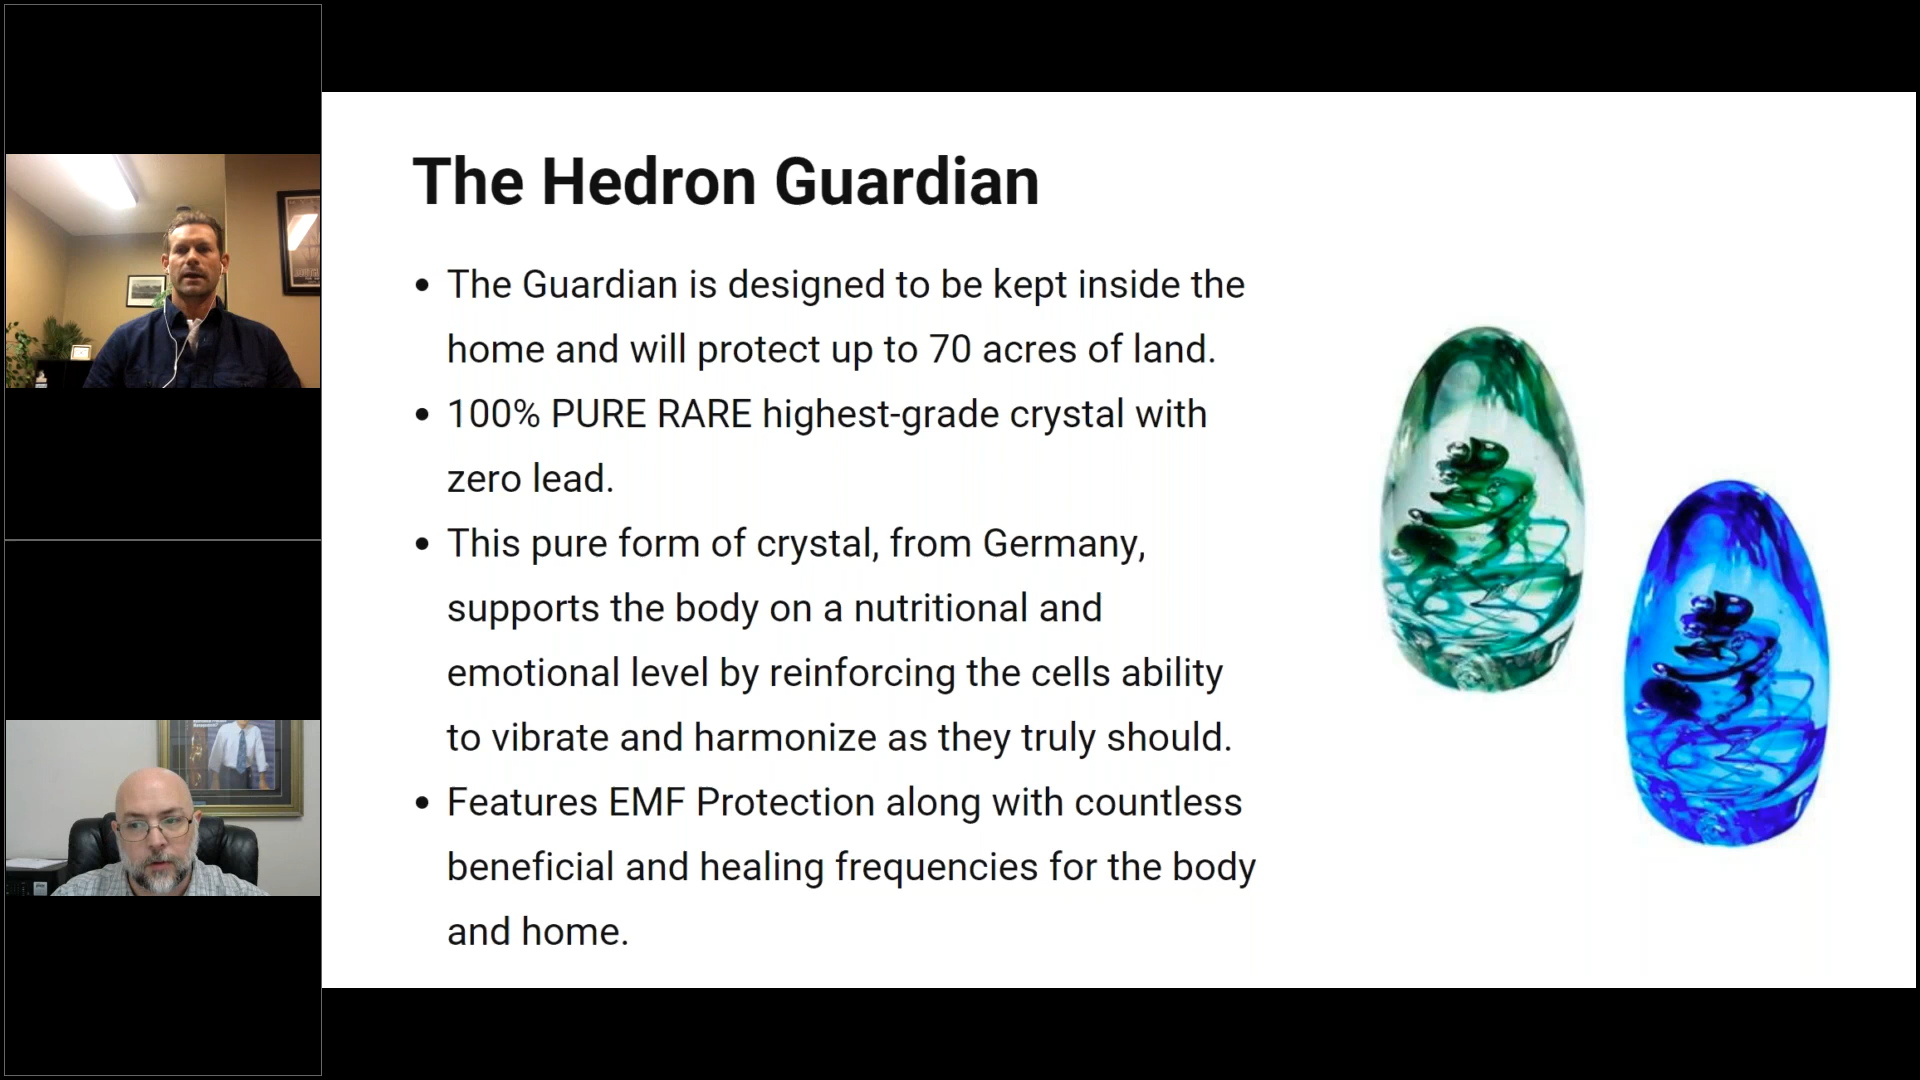 The Hedron Guardian
• The Guardian is designed to be kept inside the
home and will protect up to 70 acres of land.
• 100% PURE RARE highest-grade crystal with
zero lead.
• This pure form of crystal, from Germany,
supports the body on a nutritional and
emotional level by reinforcing the cells ability
to vibrate and harmonize as they truly should.
• Features EMF Protection along with countless
beneficial and healing frequencies for the body
and home.